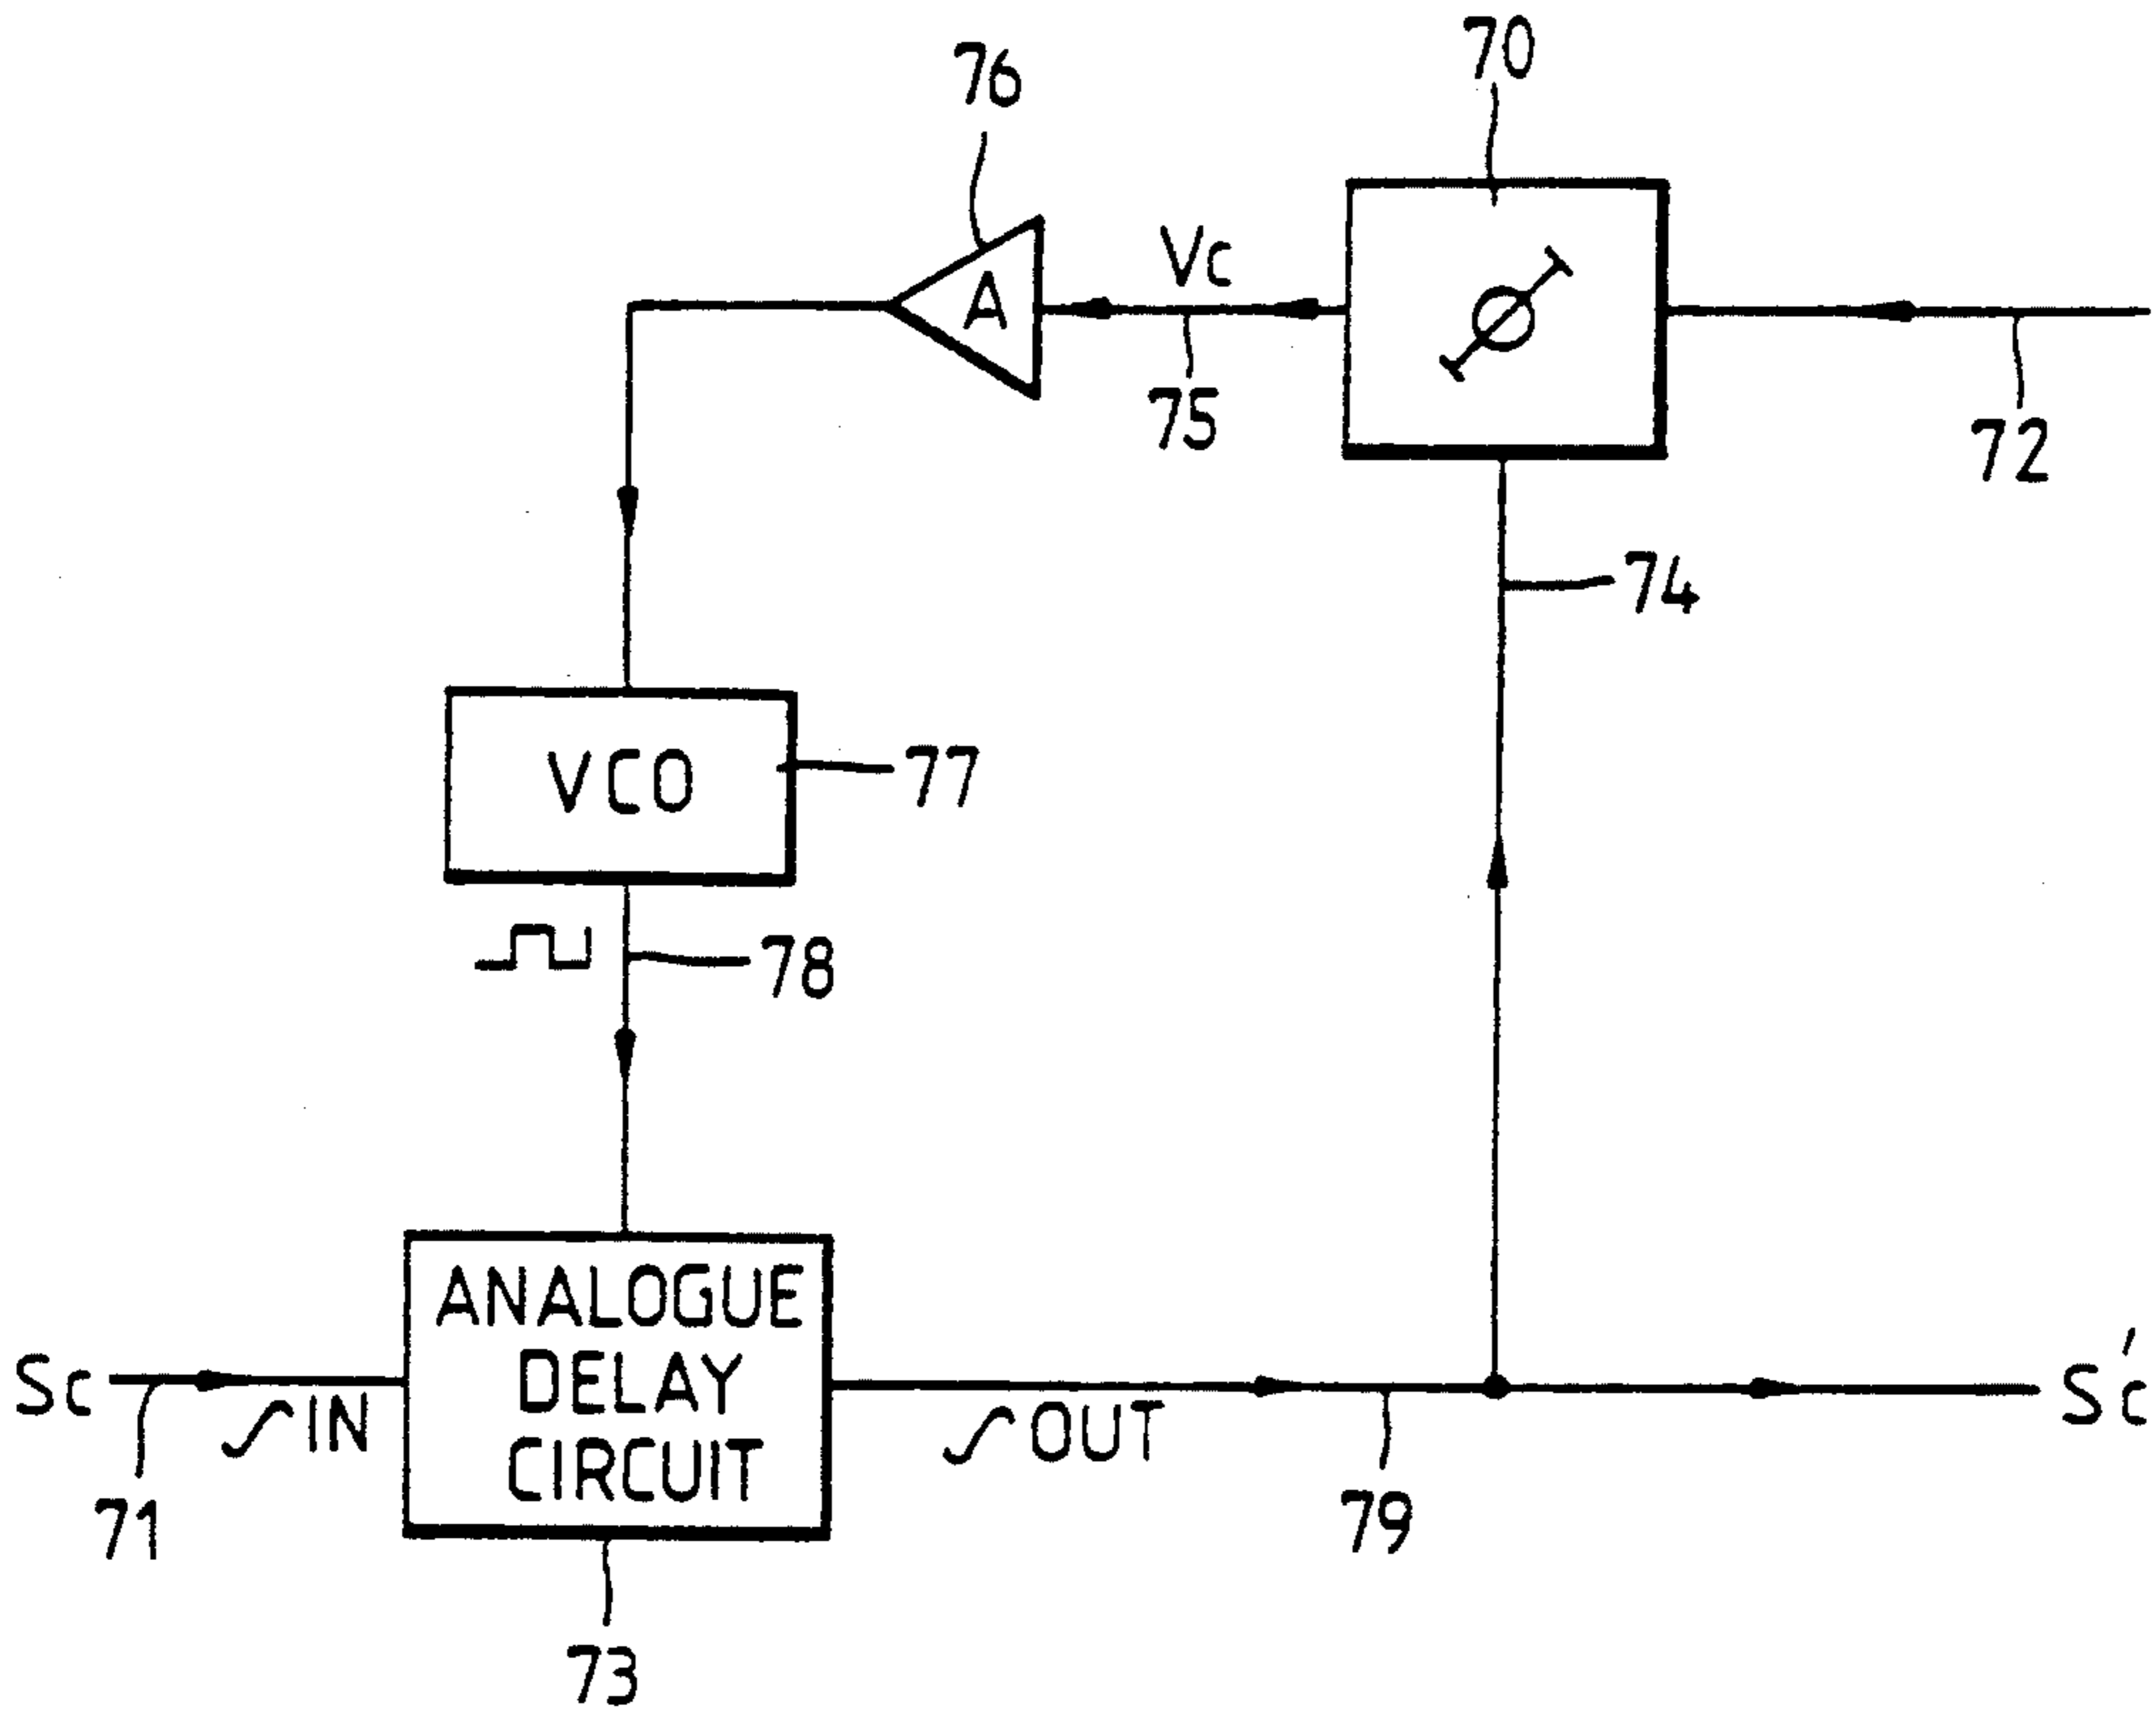 70
76
Vc
A
Ø
75
72
74
VCO
77
78
ANALOGUE
DELAY
CIRCUIT
Sc
IN
OUT
S'c
71
79
73